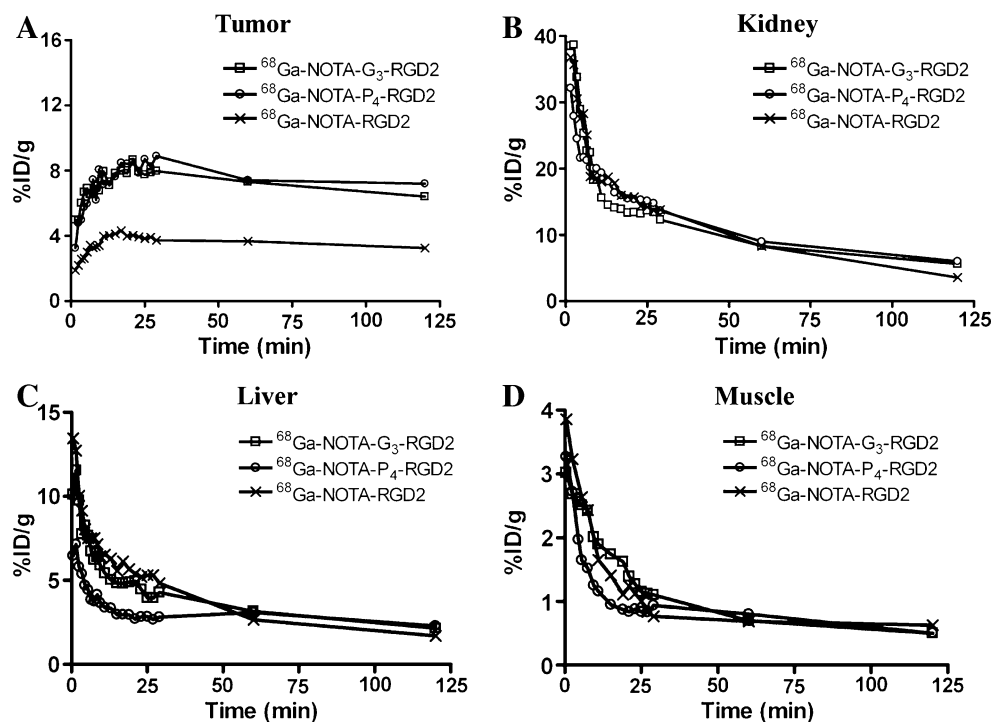 A
Tumor
16
12
8
4
0
%ID/g
⁶⁸Ga-NOTA-G₃-RGD2
⁶⁸Ga-NOTA-P₄-RGD2
⁶⁸Ga-NOTA-RGD2
0 25 50 75 100 125
Time (min)
B
Kidney
40
30
20
10
0
%ID/g
⁶⁸Ga-NOTA-G₃-RGD2
⁶⁸Ga-NOTA-P₄-RGD2
⁶⁸Ga-NOTA-RGD2
0 25 50 75 100 125
Time (min)
C
Liver
15
10
5
0
%ID/g
⁶⁸Ga-NOTA-G₃-RGD2
⁶⁸Ga-NOTA-P₄-RGD2
⁶⁸Ga-NOTA-RGD2
0 25 50 75 100 125
Time (min)
D
Muscle
4
3
2
1
0
%ID/g
⁶⁸Ga-NOTA-G₃-RGD2
⁶⁸Ga-NOTA-P₄-RGD2
⁶⁸Ga-NOTA-RGD2
0 25 50 75 100 125
Time (min)